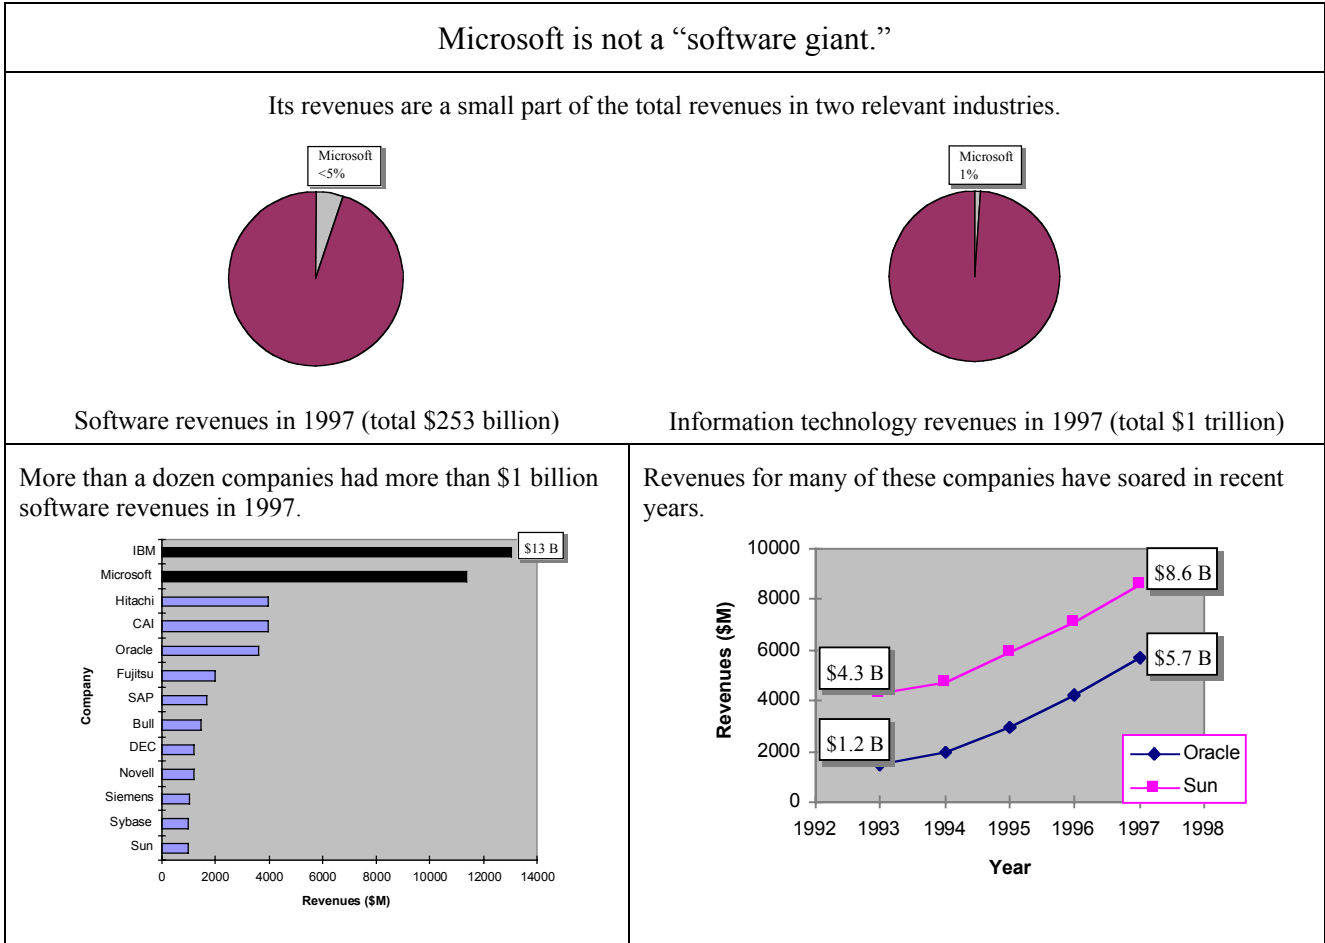 Microsoft is not a “software giant.”
Its revenues are a small part of the total revenues in two relevant industries.
Microsoft
<5%
Microsoft
1%
Software revenues in 1997 (total $253 billion)
Information technology revenues in 1997 (total $1 trillion)
More than a dozen companies had more than $1 billion
software revenues in 1997.
IBM
$13 B
Microsoft
Hitachi
CAI
Oracle
Fujitsu
SAP
Bull
DEC
Novell
Siemens
Sybase
Sun
Company
0 2000 4000 6000 8000 10000 12000 14000
Revenues ($M)
Revenues for many of these companies have soared in recent
years.
10000
8000
6000
4000
2000
0
Revenues ($M)
$8.6 B
$5.7 B
$4.3 B
$1.2 B
Oracle
Sun
1992 1993 1994 1995 1996 1997 1998
Year